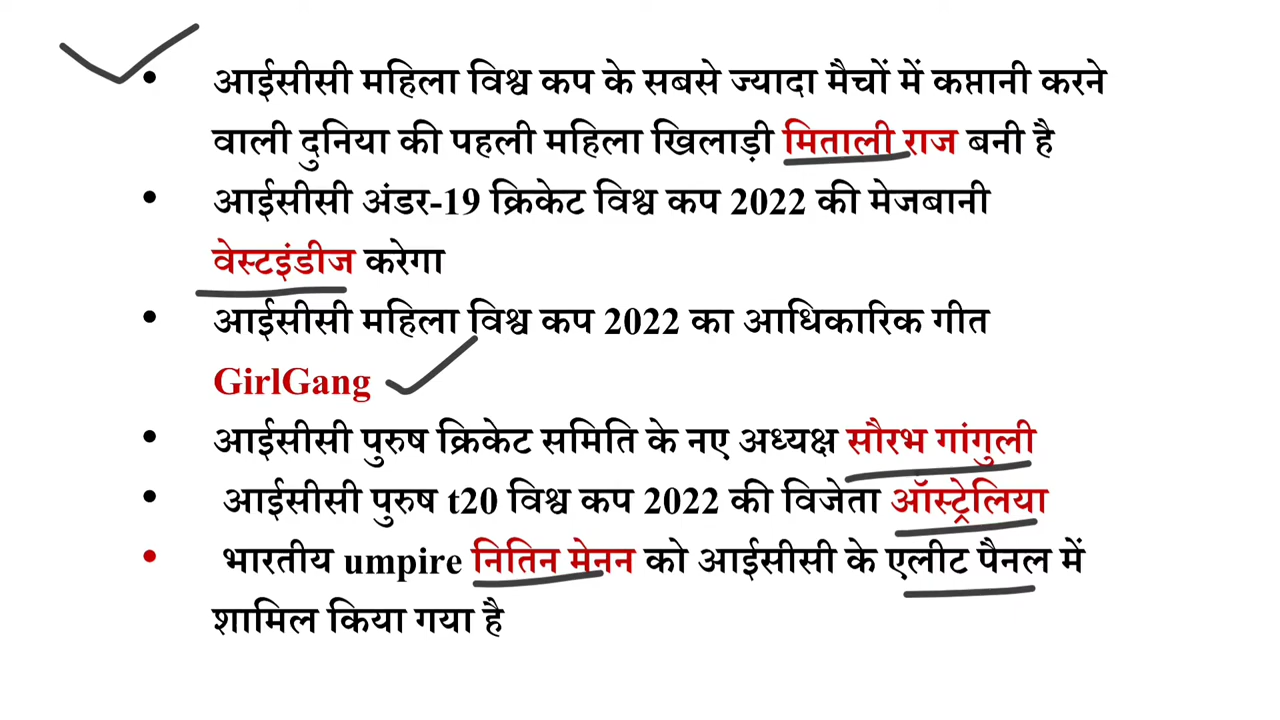 • आईसीसी महिला विश्व कप के सबसे ज्यादा मैचों में कप्तानी करने
वाली दुनिया की पहली महिला खिलाड़ी मिताली राज बनी है
• आईसीसी अंडर-19 क्रिकेट विश्व कप 2022 की मेजबानी
वेस्टइंडीज करेगा
• आईसीसी महिला विश्व कप 2022 का आधिकारिक गीत
GirlGang
• आईसीसी पुरुष क्रिकेट समिति के नए अध्यक्ष सौरभ गांगुली
• आईसीसी पुरुष t20 विश्व कप 2022 की विजेता ऑस्ट्रेलिया
• भारतीय umpire नितिन मेनन को आईसीसी के एलीट पैनल में
शामिल किया गया है